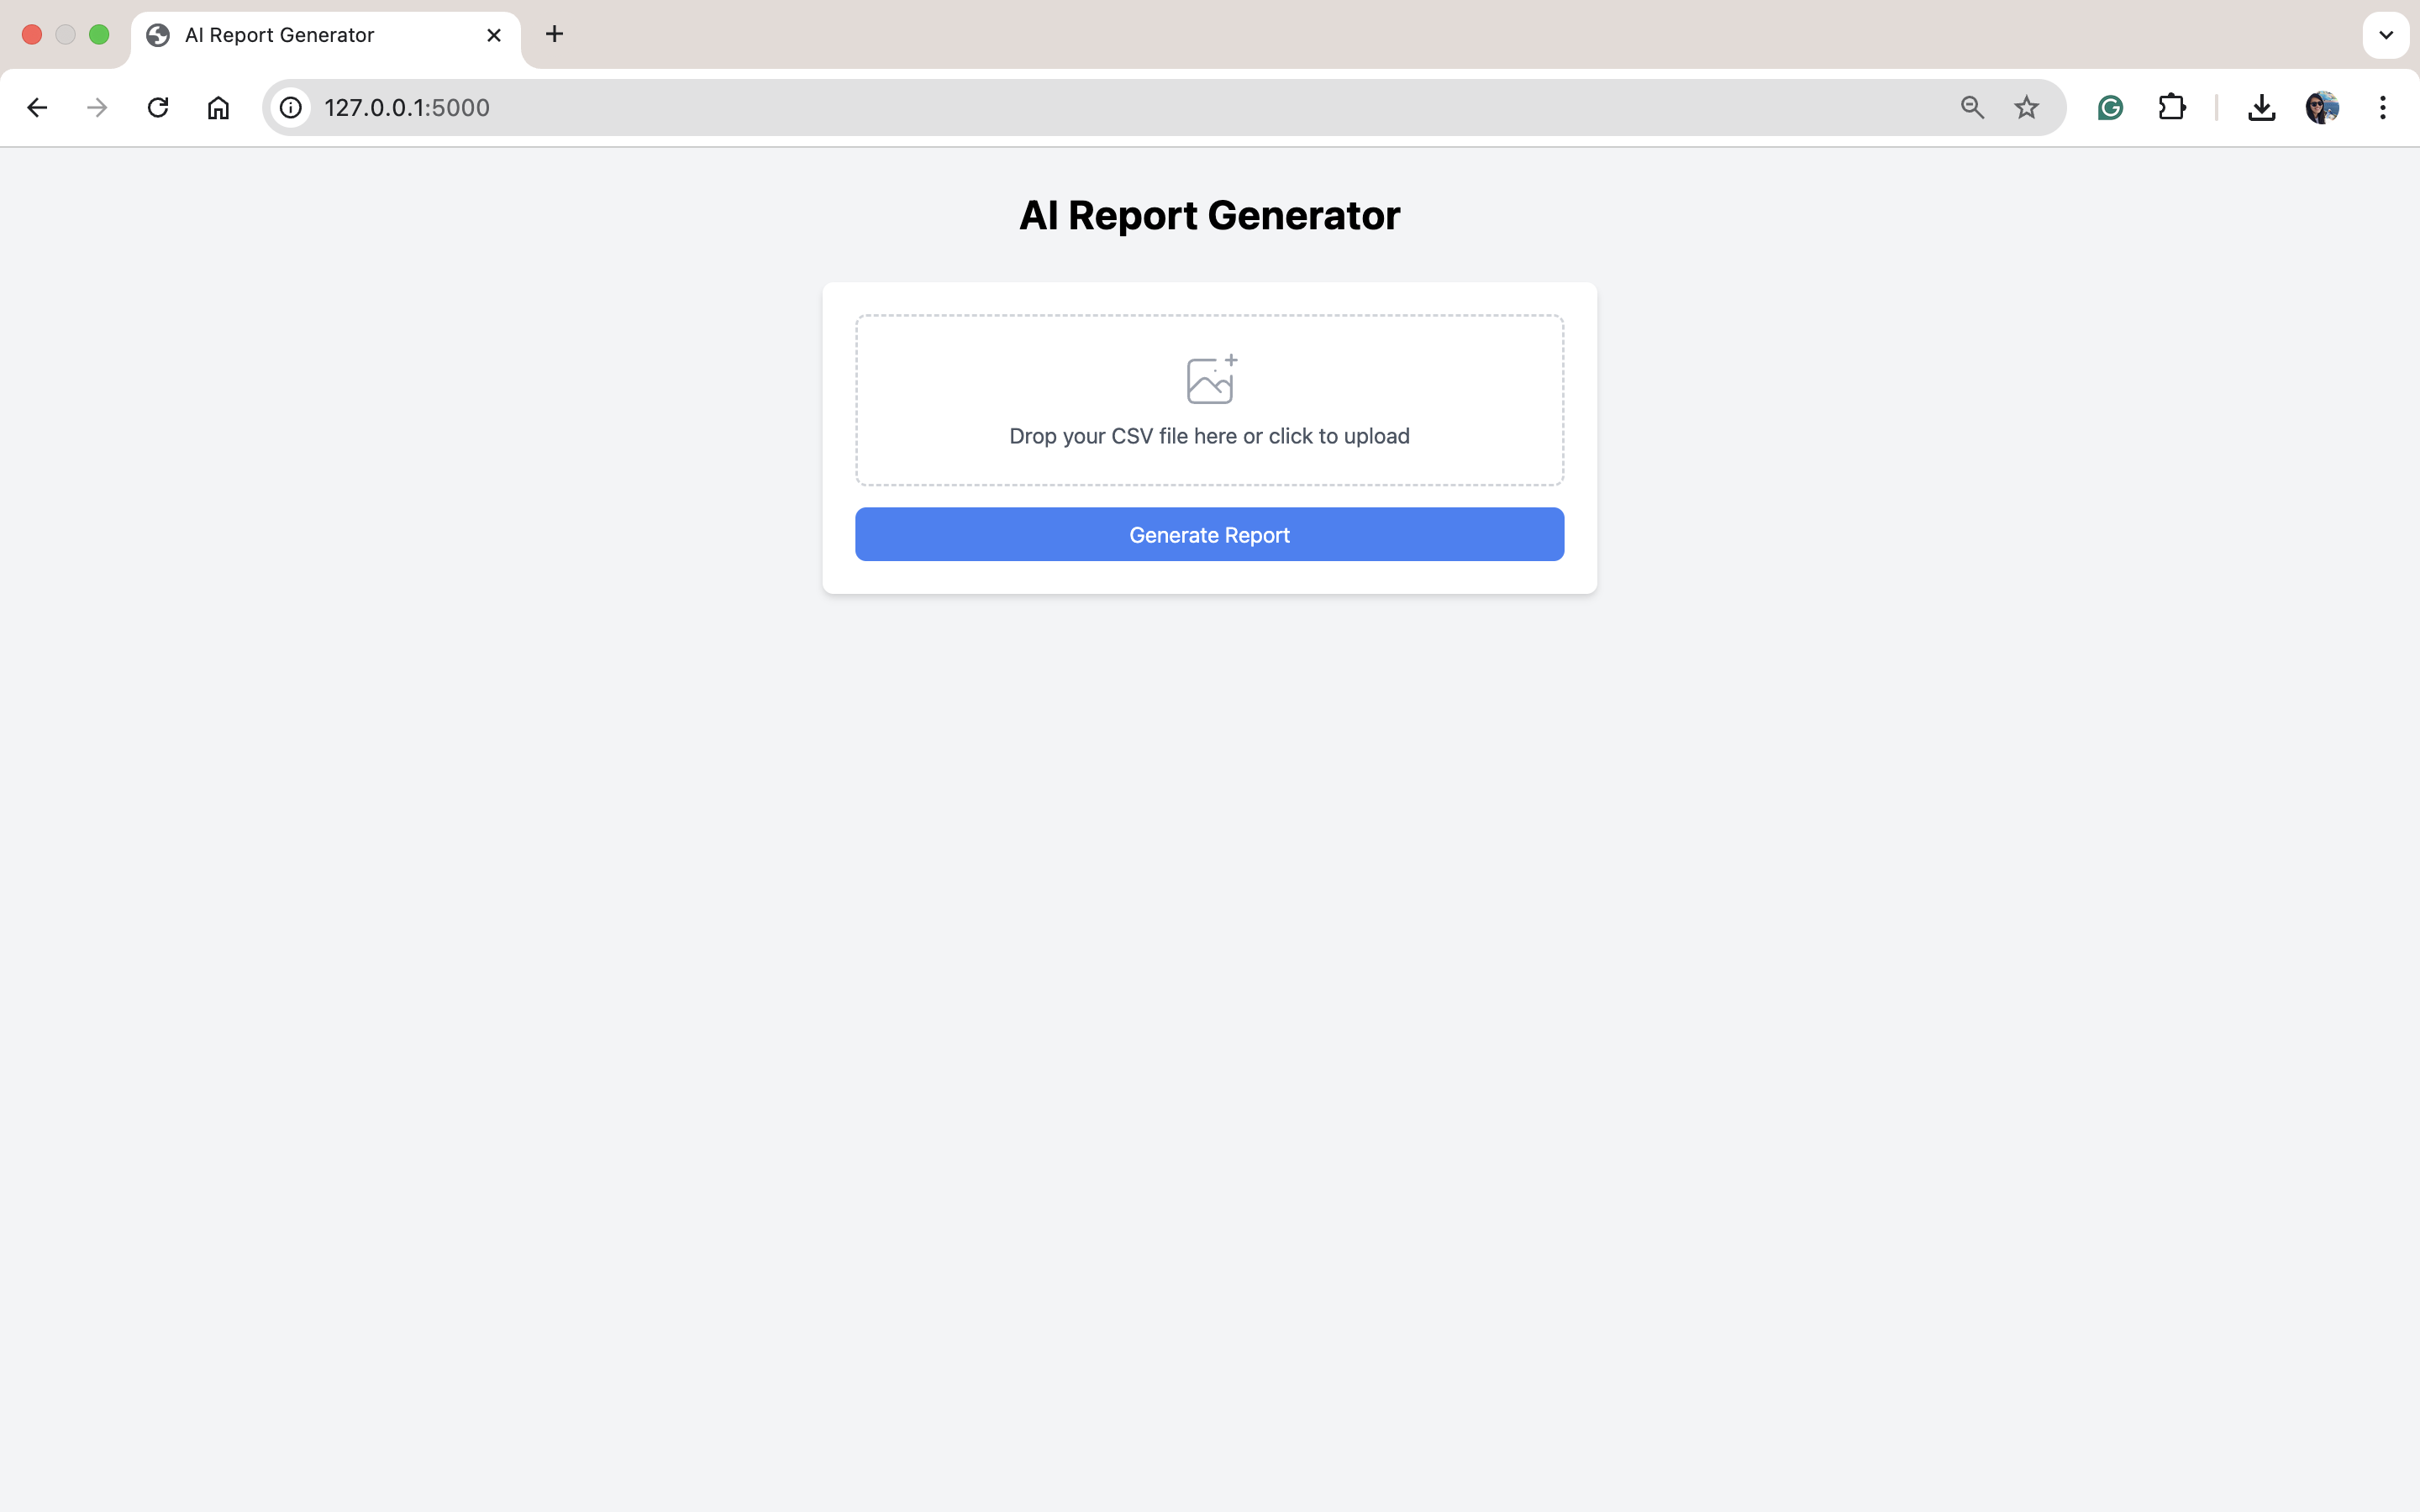 AI Report Generator
127.0.0.1:5000
AI Report Generator
Drop your CSV file here or click to upload
Generate Report